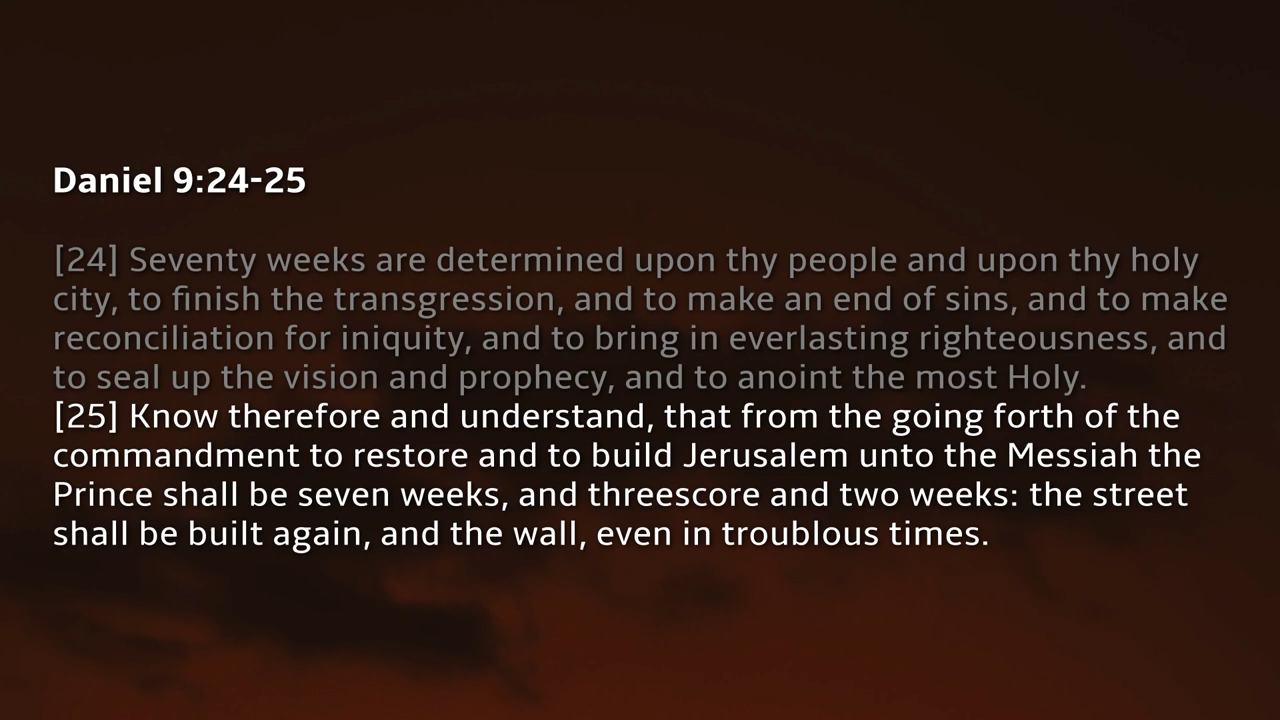 Daniel 9:24-25
[24] Seventy weeks are determined upon thy people and upon thy holy
city, to finish the transgression, and to make an end of sins, and to make
reconciliation for iniquity, and to bring in everlasting righteousness, and
to seal up the vision and prophecy, and to anoint the most Holy.
[25] Know therefore and understand, that from the going forth of the
commandment to restore and to build Jerusalem unto the Messiah the
Prince shall be seven weeks, and threescore and two weeks: the street
shall be built again, and the wall, even in troublous times.